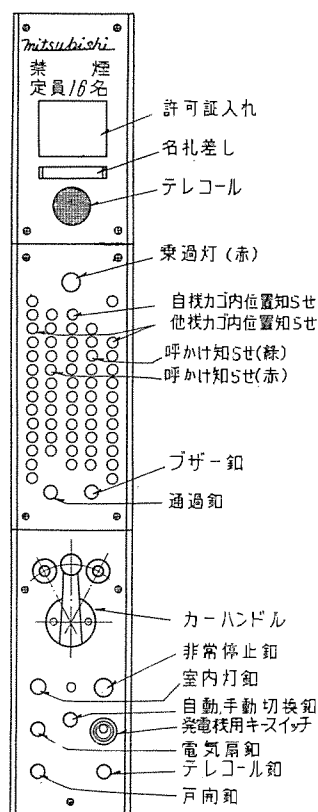 mitsubishi
禁煙
定員16名
許可証入れ
名札差し
テレコール
乗過灯(赤)
自桟カゴ内位置知らせ
他桟カゴ内位置知らせ
呼かけ知らせ(緑)
呼かけ知らせ(赤)
ブザー釦
通過釦
カーハンドル
非常停止釦
室内灯釦
自動,手動切換釦
発電桟用キースイッチ
電気扇釦
テレコール釦
戸開釦